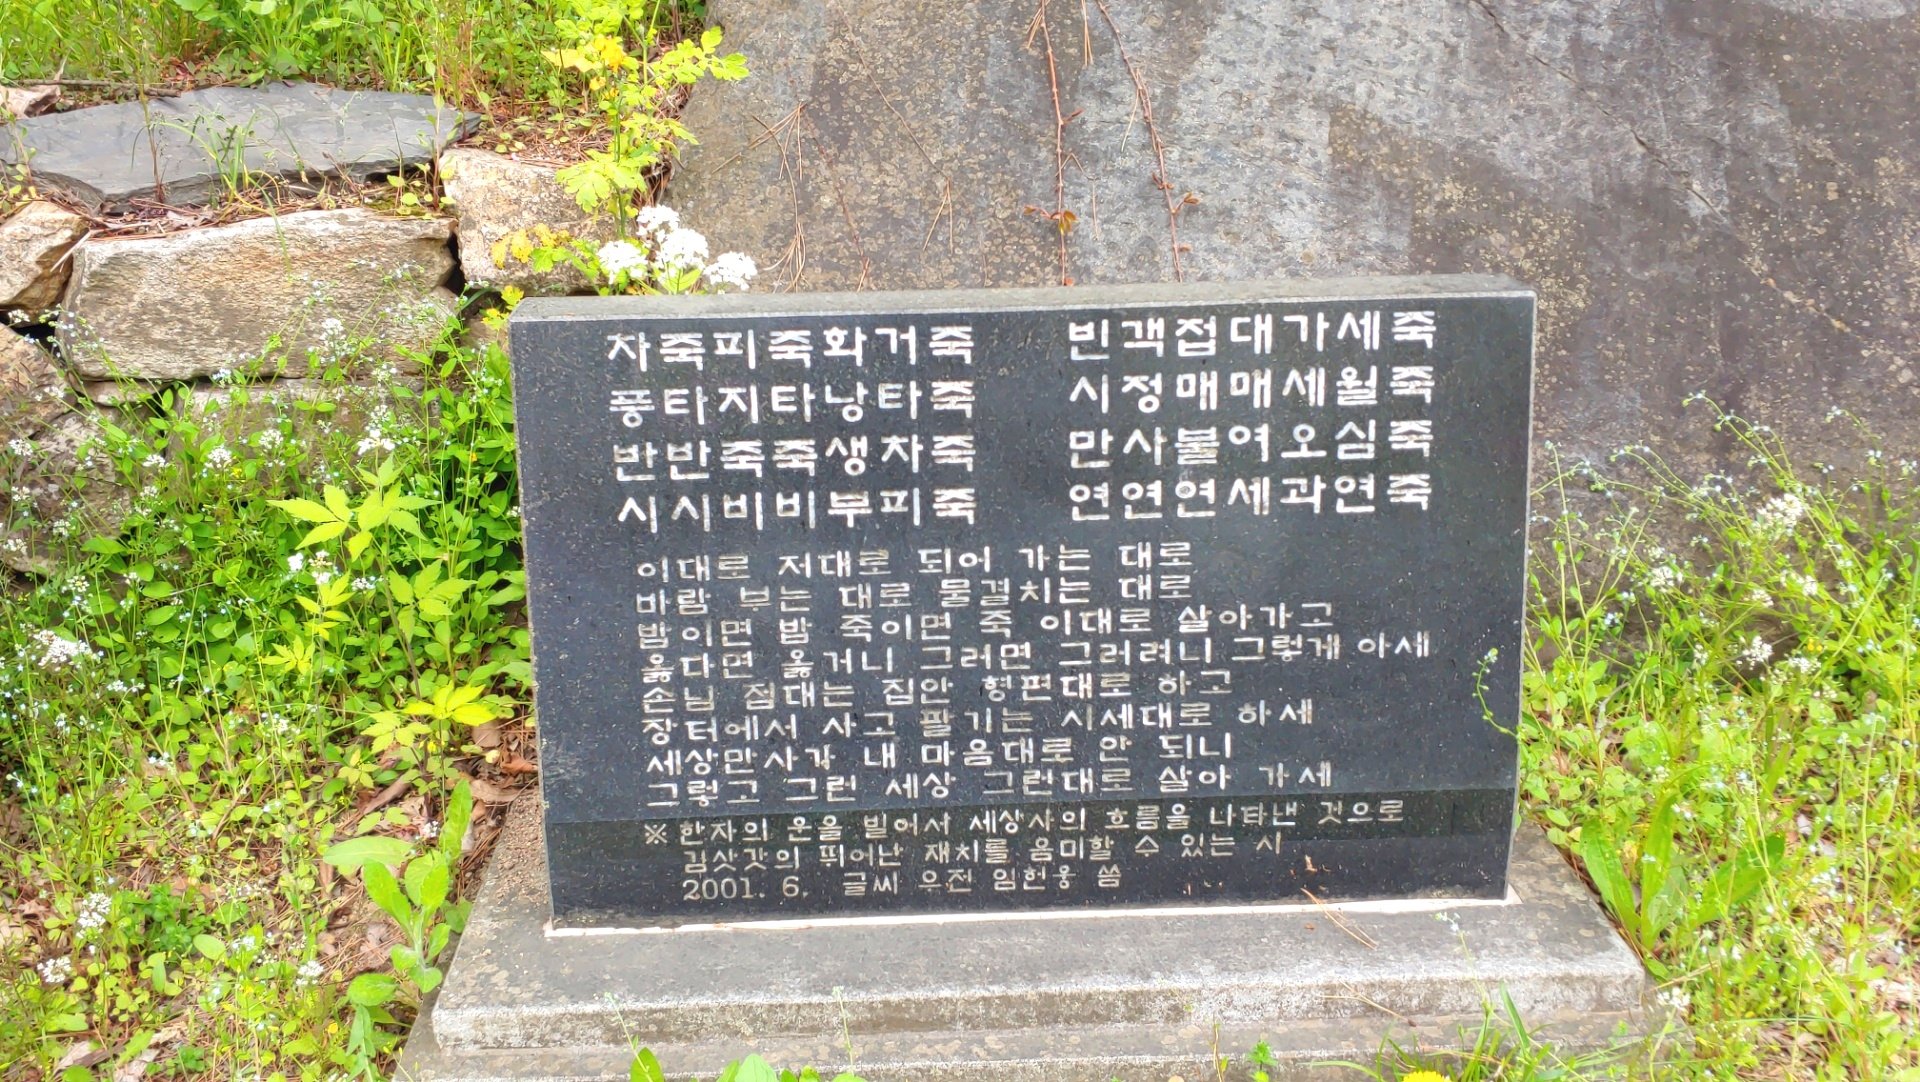 차죽피죽화거죽 빈객접대가세죽
풍타지타낭타죽 시정매매세월죽
반반죽죽생차죽 만사불여오심죽
시시비비부피죽 연연연세과연죽
이대로 저대로 되어 가는 대로
바람 부는 대로 물결치는 대로
밥이면 밥 죽이면 죽 이대로 살아가고
옳다면 옳거니 그러면 그러려니 그렇게 아세
손님 접대는 집안 형편대로 하고
장터에서 사고 팔기는 시세대로 하세
세상만사가 내 마음대로 안 되니
그렇고 그런 세상 그런대로 살아 가세
※ 한자의 운을 빌어서 세상사의 흐름을 나타낸 것으로
김삿갓의 뛰어난 재치를 음미할 수 있는 시
2001. 6. 글씨 우전 임헌웅 씀